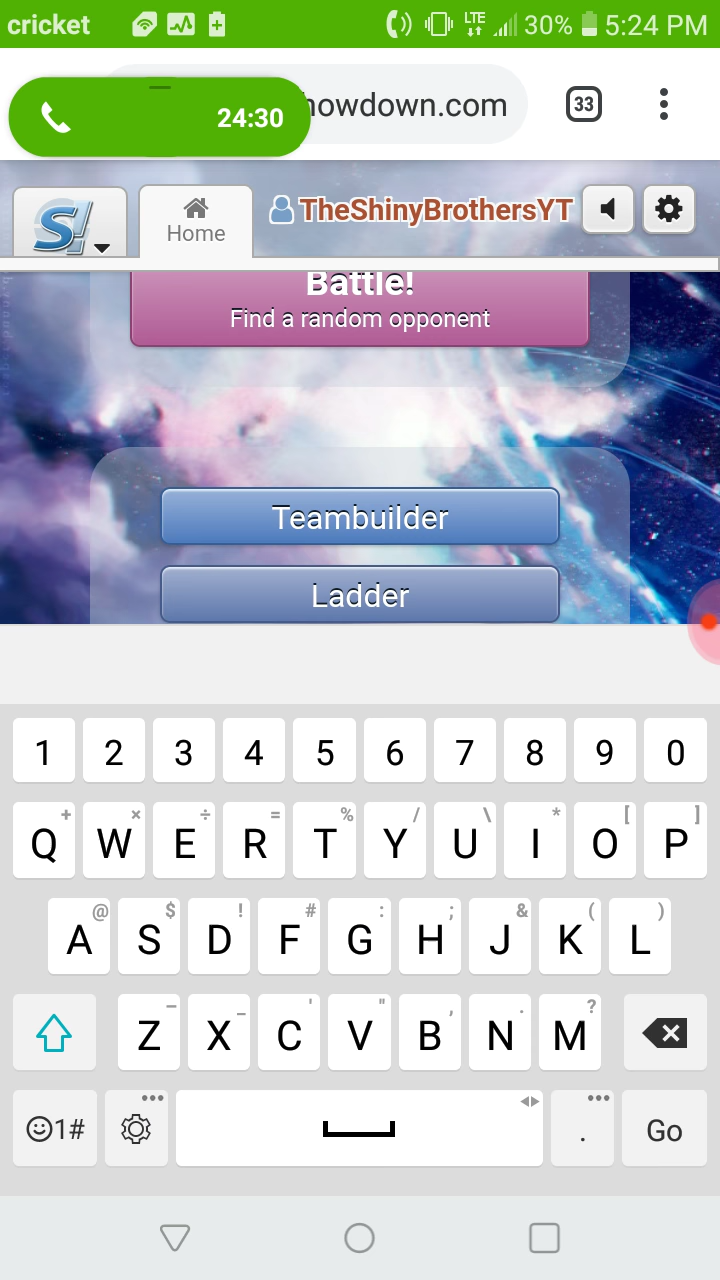 cricket LTE 30% 5:24 PM
24:30 howdown.com 33
S!
Home
TheShinyBrothersYT
Battle!
Find a random opponent
Teambuilder
Ladder
1 2 3 4 5 6 7 8 9 0
+ × ÷ = % / \ * [ ]
Q W E R T Y U I O P
@ $ ! # : ; & ( )
A S D F G H J K L
– _ ' " , . ?
Z X C V B N M
1# . Go